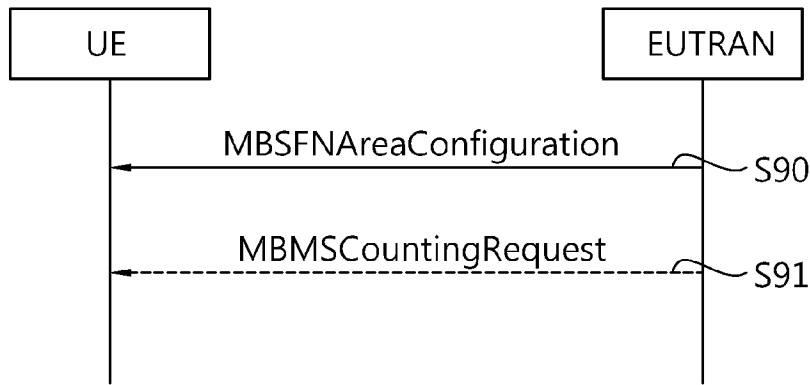 UE
EUTRAN
MBSFNAreaConfiguration
S90
MBMSCountingRequest
S91